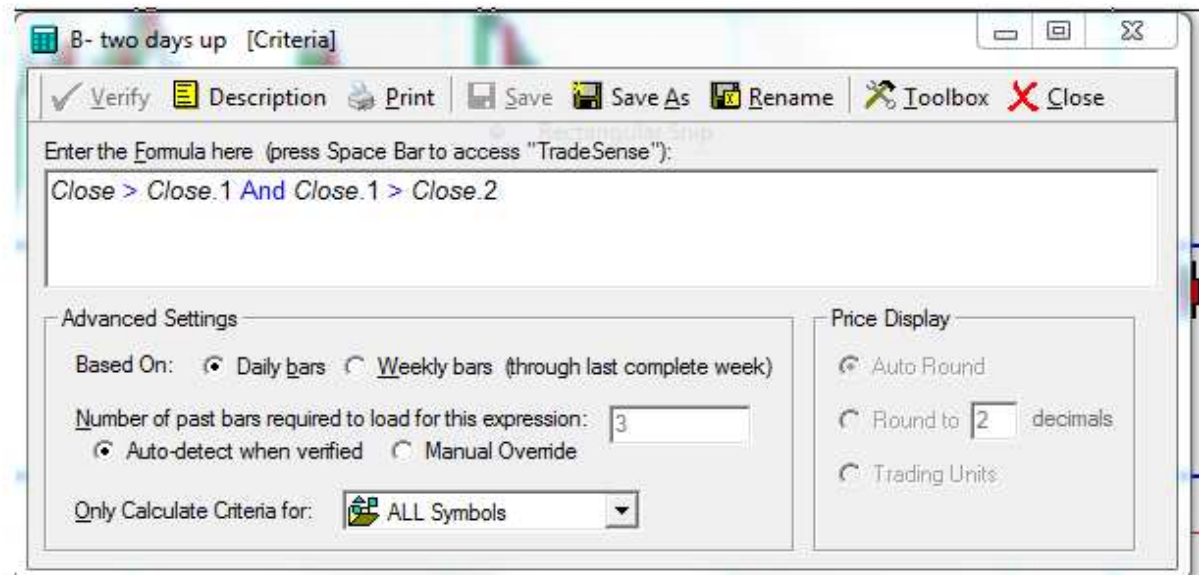 B- two days up [Criteria]
Verify Description Print Save Save As Rename Toolbox Close
Rectangular Snip
Enter the Formula here (press Space Bar to access "TradeSense"):
Close > Close.1 And Close.1 > Close.2
Advanced Settings
Based On: Daily bars Weekly bars (through last complete week)
Number of past bars required to load for this expression: 3
Auto-detect when verified Manual Override
Only Calculate Criteria for: ALL Symbols
Price Display
Auto Round
Round to 2 decimals
Trading Units